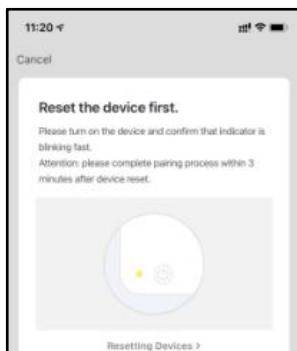 11:20
Cancel
Reset the device first.
Please turn on the device and confirm that indicator is
blinking fast.
Attention: please complete pairing process within 3
minutes after device reset.
Resetting Devices >